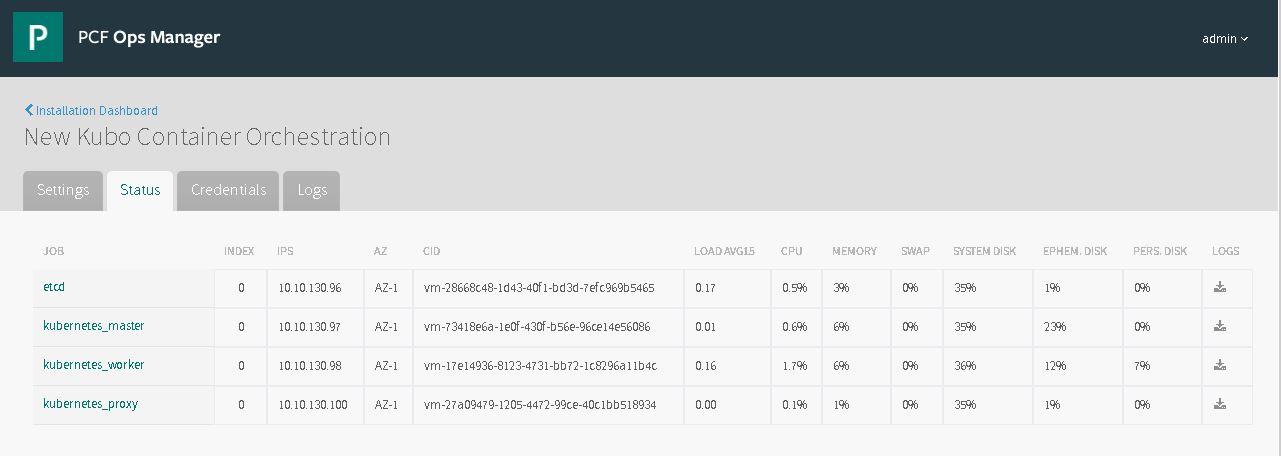 P PCF Ops Manager
admin
Installation Dashboard
New Kubo Container Orchestration
Settings Status Credentials Logs
JOB INDEX IPS AZ CID LOAD AVG15 CPU MEMORY SWAP SYSTEM DISK EPHEM. DISK PERS. DISK LOGS
etcd 0 10.10.130.96 AZ-1 vm-28668c48-1d43-40f1-bd3d-7efc969b5465 0.17 0.5% 3% 0% 35% 1% 0%
kubernetes_master 0 10.10.130.97 AZ-1 vm-73418e6a-1e0f-430f-b56e-96ce14e56086 0.01 0.6% 6% 0% 35% 23% 0%
kubernetes_worker 0 10.10.130.98 AZ-1 vm-17e14936-8123-4731-bb72-1c8296a11b4c 0.16 1.7% 6% 0% 36% 12% 7%
kubernetes_proxy 0 10.10.130.100 AZ-1 vm-27a09479-1205-4472-99ce-40c1bb518934 0.00 0.1% 1% 0% 35% 1% 0%